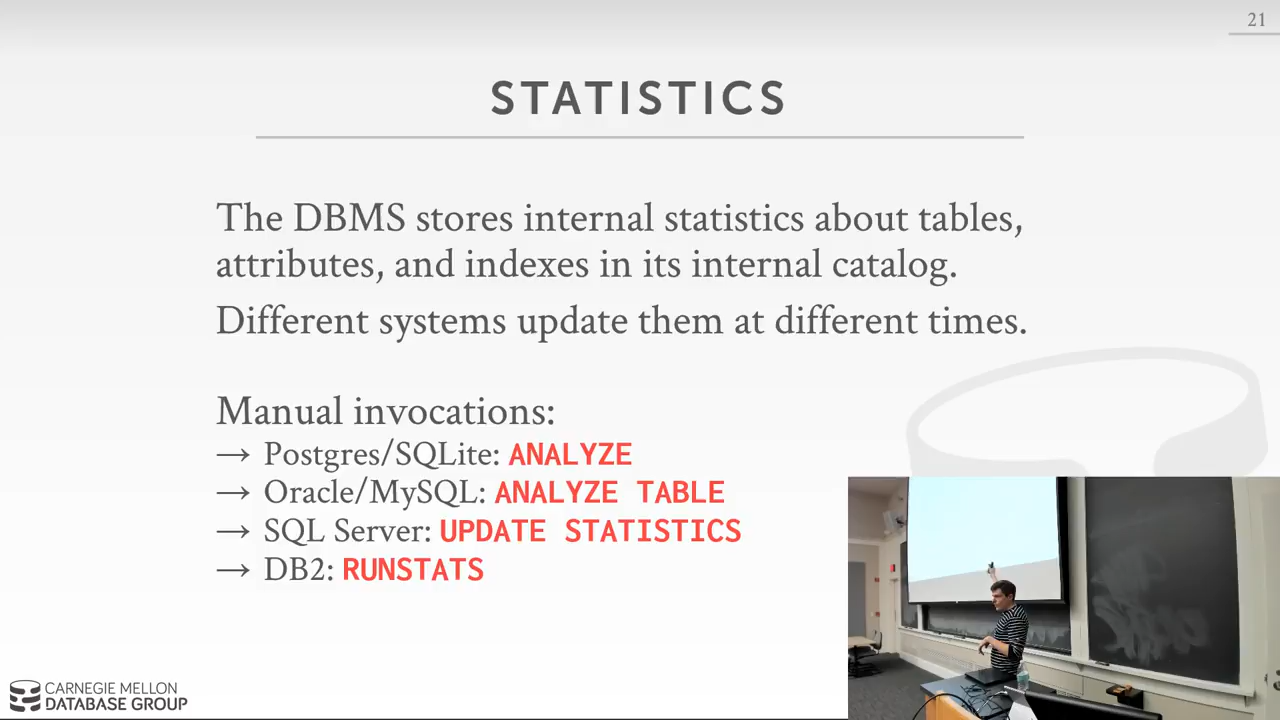 21
STATISTICS
The DBMS stores internal statistics about tables,
attributes, and indexes in its internal catalog.
Different systems update them at different times.
Manual invocations:
→ Postgres/SQLite: ANALYZE
→ Oracle/MySQL: ANALYZE TABLE
→ SQL Server: UPDATE STATISTICS
→ DB2: RUNSTATS
CARNEGIE MELLON
DATABASE GROUP